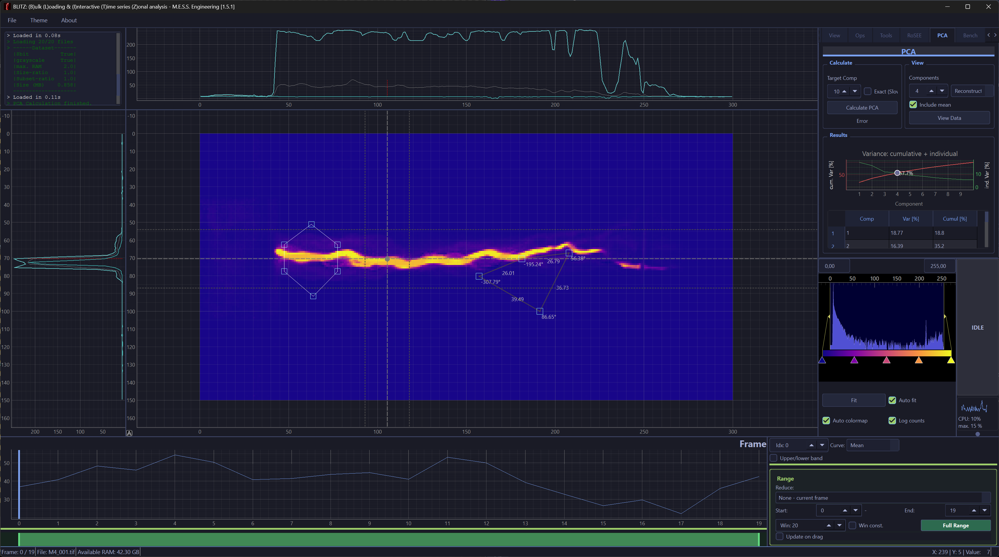 BLITZ: (B)ulk (L)oading & (I)nteractive (T)ime series (Z)onal analysis - M.E.S.S. Engineering [1.5.1]
File Theme About
> Loaded in 0.08s
> Loading 20/20 files
> ------Dataset-------
|8bit True|
|grayscale True|
|max. RAM 2.0|
|Size-ratio 1.0|
|Subset-ratio 1.0|
|Size (MB) 0.858|
--------------------
> Loaded in 0.11s
> PCA Calculation finished.
200
150
100
50
0 50 100 150 200 250 300
-10
0
10
20
30
40
50
60
70
80
90
100
110
120
130
140
150
160
200 150 100 50
-10
0
10
20
30
40
50
60
70
80
90
100
110
120
130
140
150
160
A
0 50 100 150 200 250 300
56.38°
26.79
-195.24°
26.01
-307.79°
36.73
39.49
86.65°
View Ops Tools RoSEE PCA Bench
PCA
Calculate
Target Comp
10 Exact (Slov
Calculate PCA
Error
View
Components
4 Reconstruct
Include mean
View Data
Results
Variance: cumulative + individual
cum. Var [%]
50
57.7%
10
0
ind. Var [%]
1 2 3 4 5 6 7 8 9
Component
Comp Var [%] Cumul [%]
1 1 18.77 18.8
2 2 16.39 35.2
0,00 255,00
0 50 100 150 200 250
IDLE
Fit Auto fit
Auto colormap Log counts
CPU: 10%
max. 15 %
Frame
50
40
30
0 1 2 3 4 5 6 7 8 9 10 11 12 13 14 15 16 17 18 19
Idx: 0 Curve: Mean
Upper/lower band
Range
Reduce:
None - current frame
Start: 0 - End: 19
Win: 20 Win const. Full Range
Update on drag
Frame: 0 / 19 File: M4_001.tif Available RAM: 42.30 GB
X: 239 | Y: 5 | Value: 7